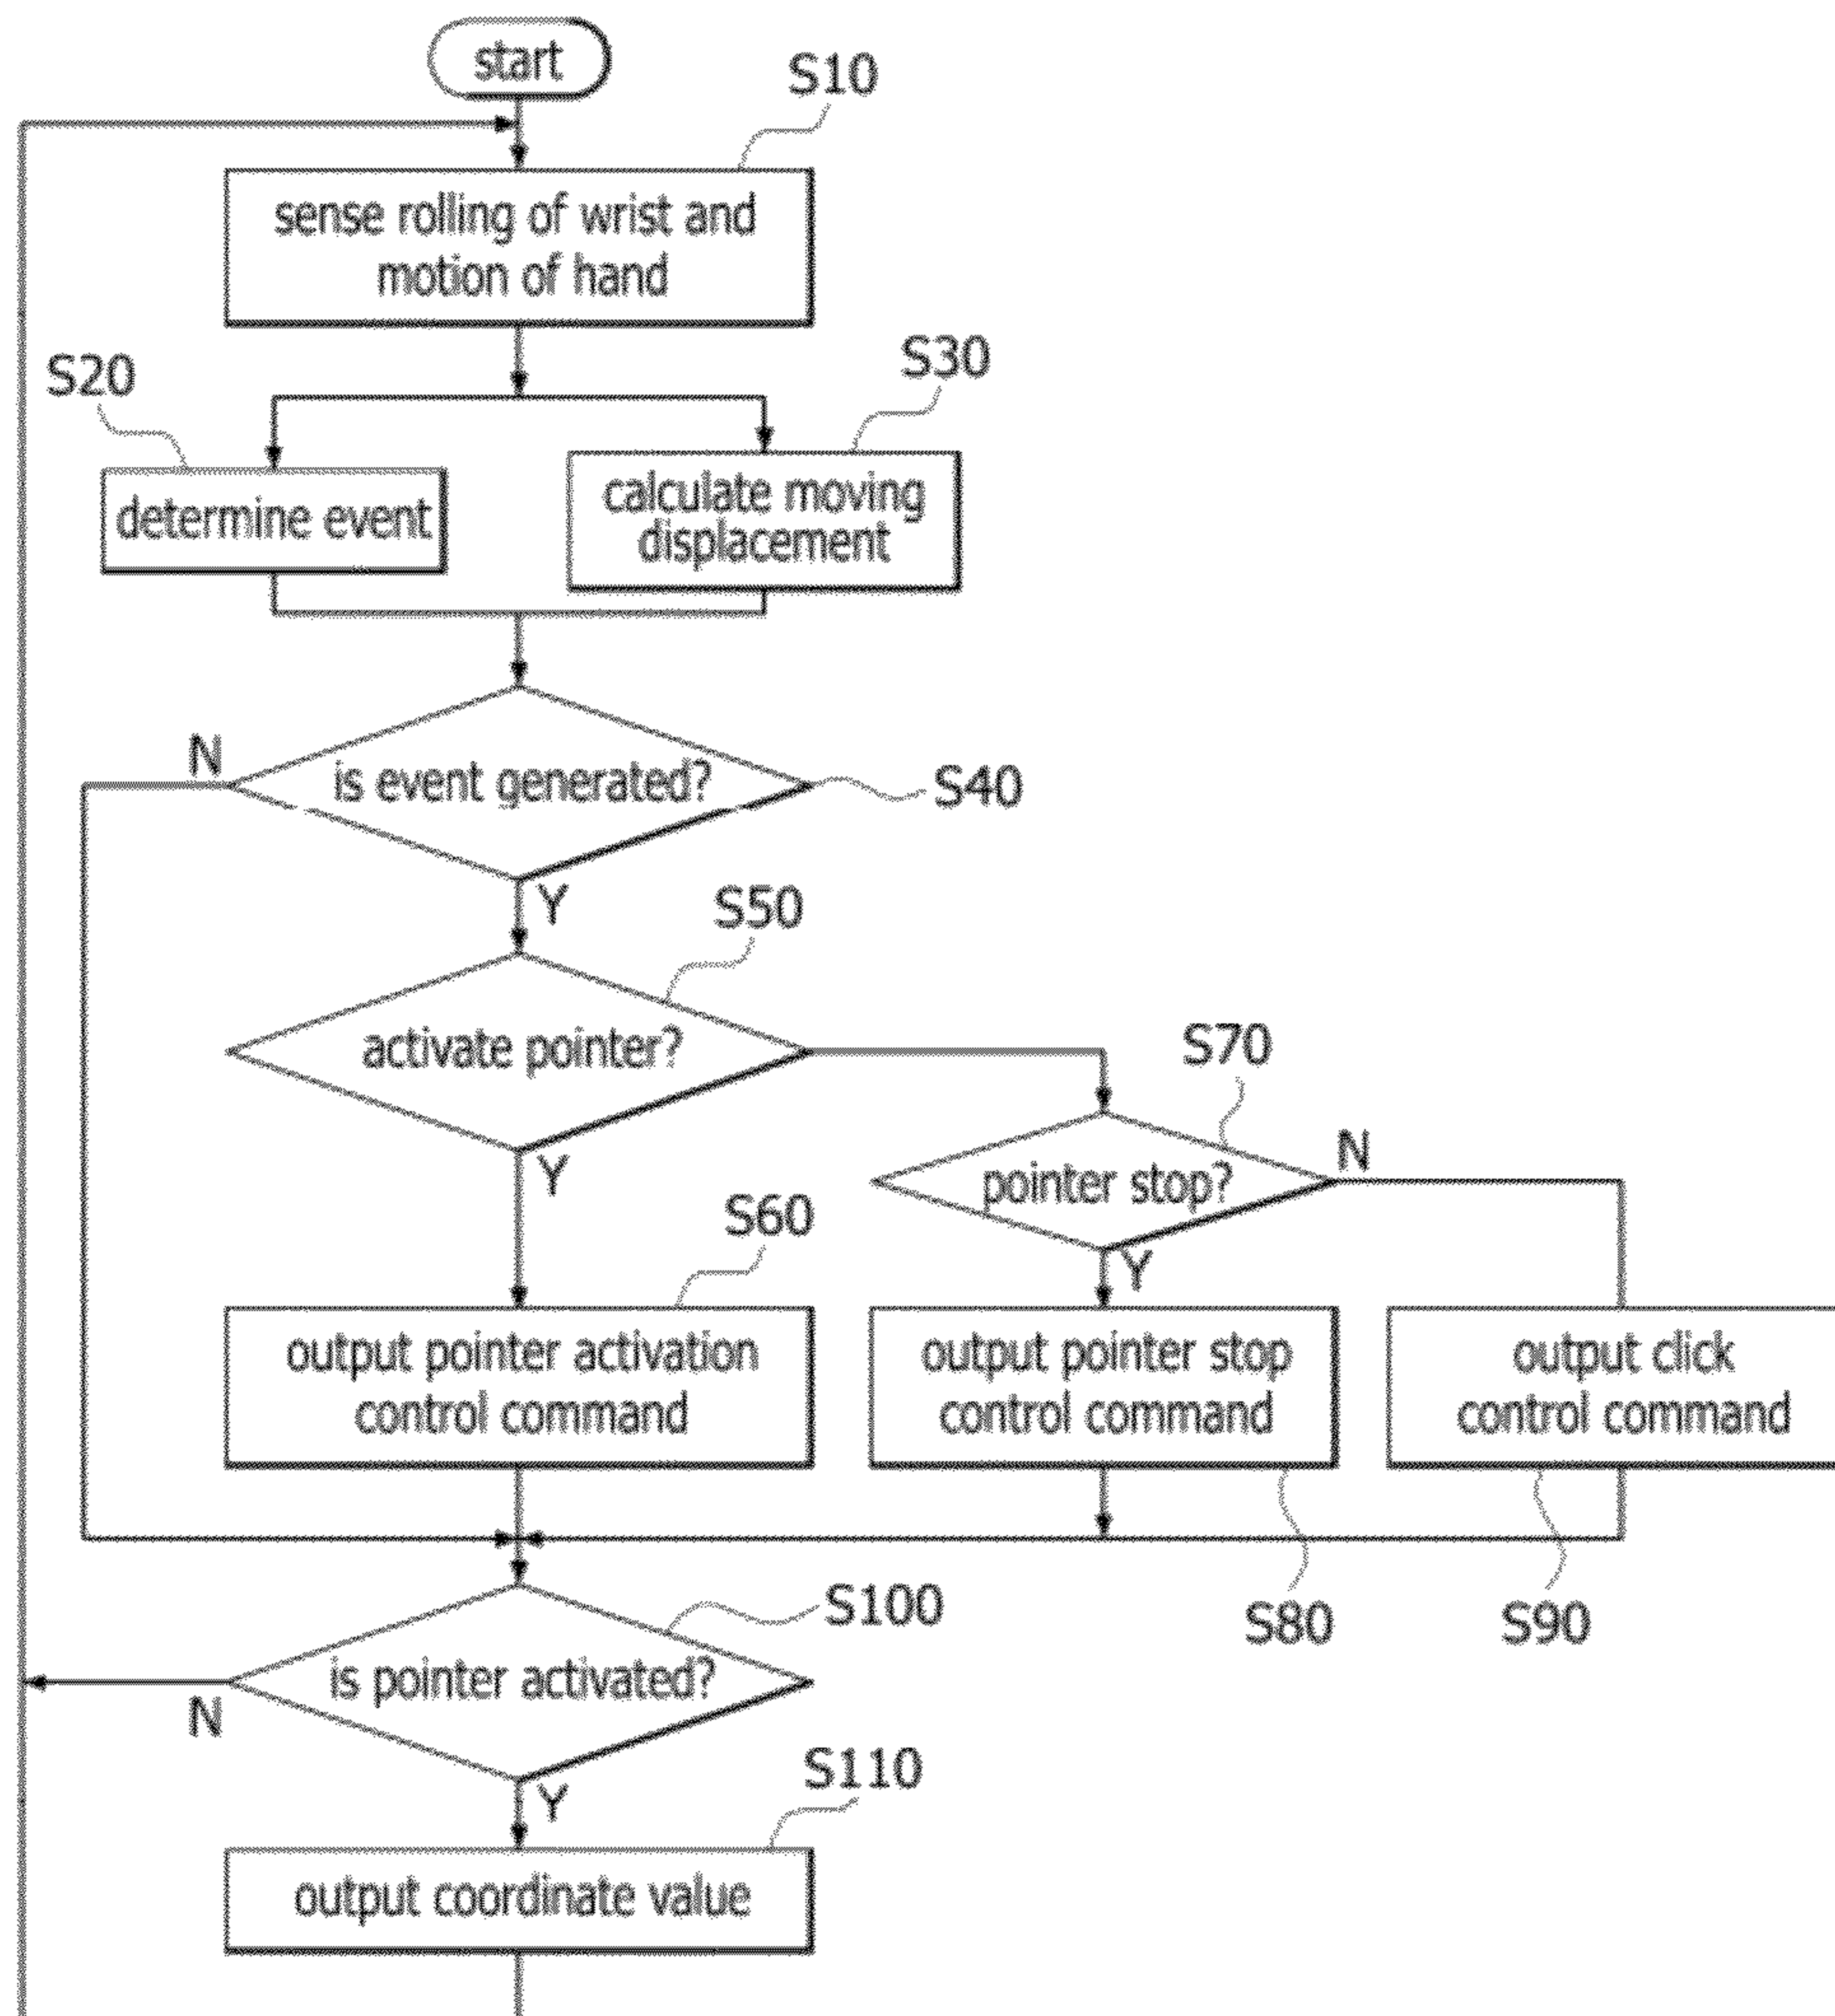 start
S10
sense rolling of wrist and
motion of hand
S20
S30
determine event
calculate moving
displacement
N
is event generated?
S40
Y
S50
activate pointer?
S70
Y
pointer stop?
N
S60
Y
output pointer activation
control command
output pointer stop
control command
output click
control command
S100
S80
S90
is pointer activated?
N
Y
S110
output coordinate value